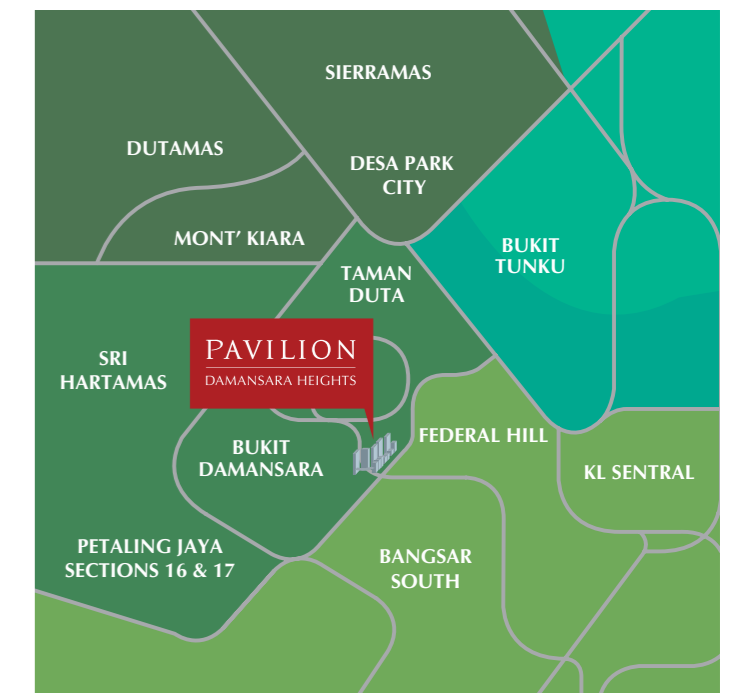 SIERRAMAS
DUTAMAS
DESA PARK
CITY
MONT' KIARA
BUKIT
TUNKU
TAMAN
DUTA
PAVILION
DAMANSARA HEIGHTS
SRI
HARTAMAS
FEDERAL HILL
BUKIT
DAMANSARA
KL SENTRAL
PETALING JAYA
SECTIONS 16 & 17
BANGSAR
SOUTH